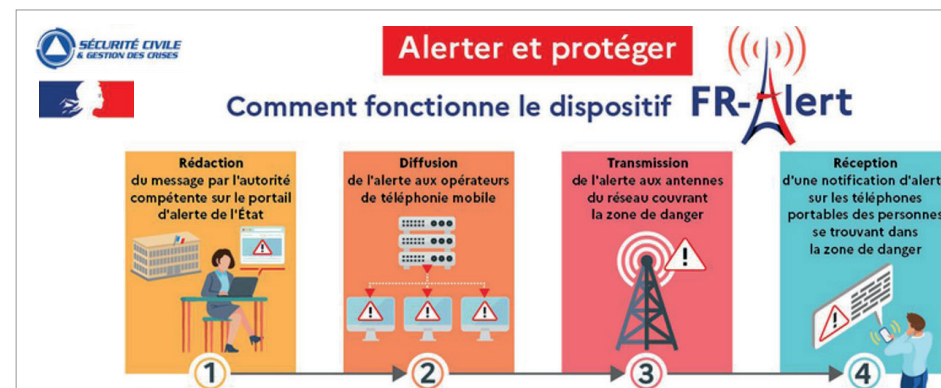 SÉCURITÉ CIVILE
& GESTION DES CRISES
Alerter et protéger
Comment fonctionne le dispositif FR-Alert
Rédaction
du message par l'autorité
compétente sur le portail
d'alerte de l'État
1
Diffusion
de l'alerte aux opérateurs
de téléphonie mobile
2
Transmission
de l'alerte aux antennes
du réseau couvrant
la zone de danger
3
Réception
d'une notification d'alert
sur les téléphones
portables des personnes
se trouvant dans
la zone de danger
4